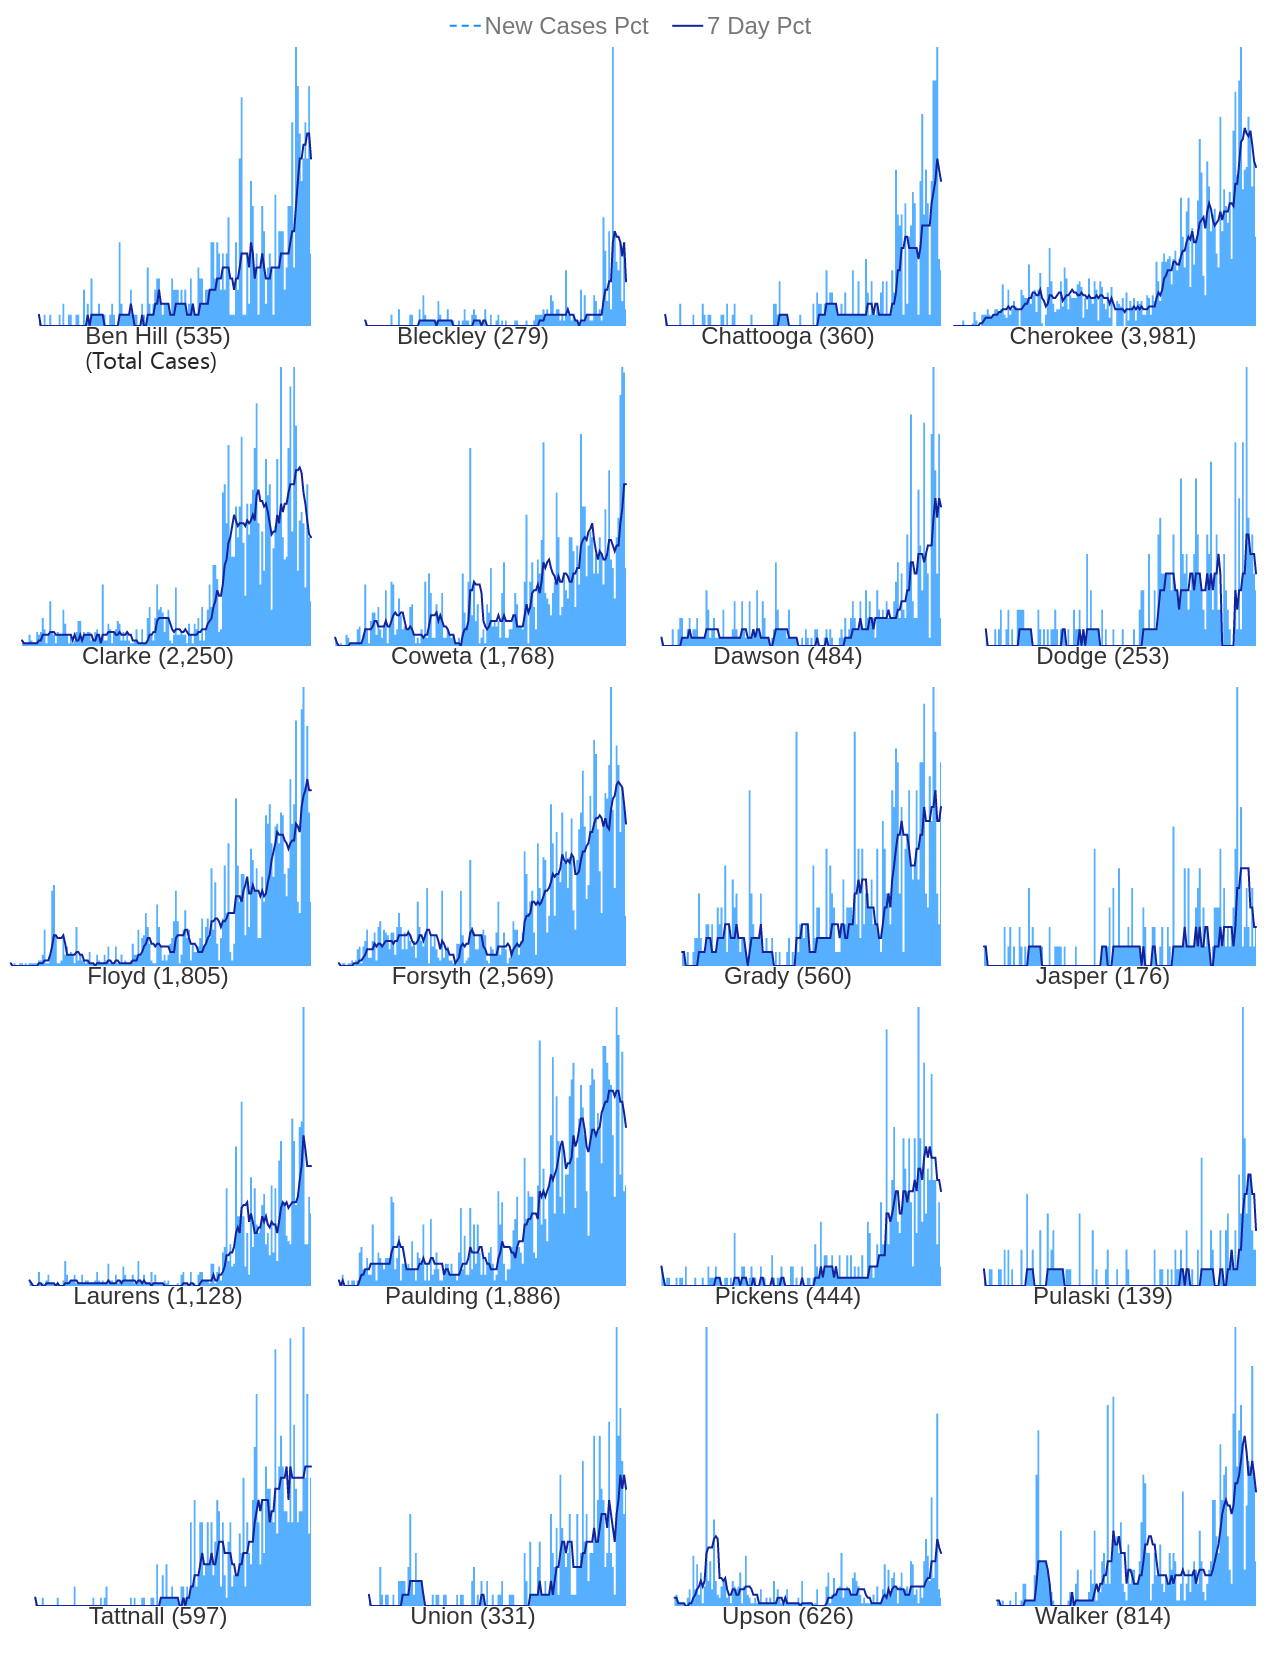 New Cases Pct 7 Day Pct
Ben Hill (535) Bleckley (279) Chattooga (360) Cherokee (3,981)
(Total Cases)
Clarke (2,250) Coweta (1,768) Dawson (484) Dodge (253)
Floyd (1,805) Forsyth (2,569) Grady (560) Jasper (176)
Laurens (1,128) Paulding (1,886) Pickens (444) Pulaski (139)
Tattnall (597) Union (331) Upson (626) Walker (814)